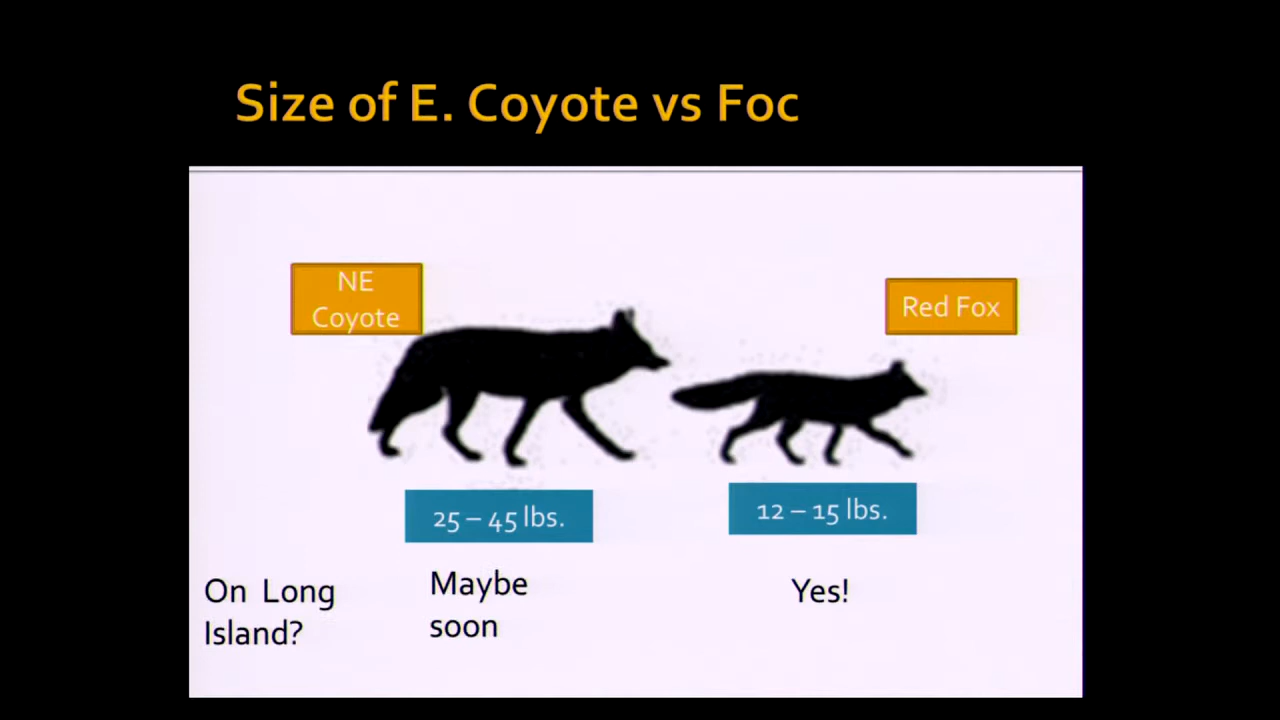 Size of E. Coyote vs Foc
NE
Coyote
Red Fox
25 – 45 lbs.
12 – 15 lbs.
On  Long
Island?
Maybe
soon
Yes!